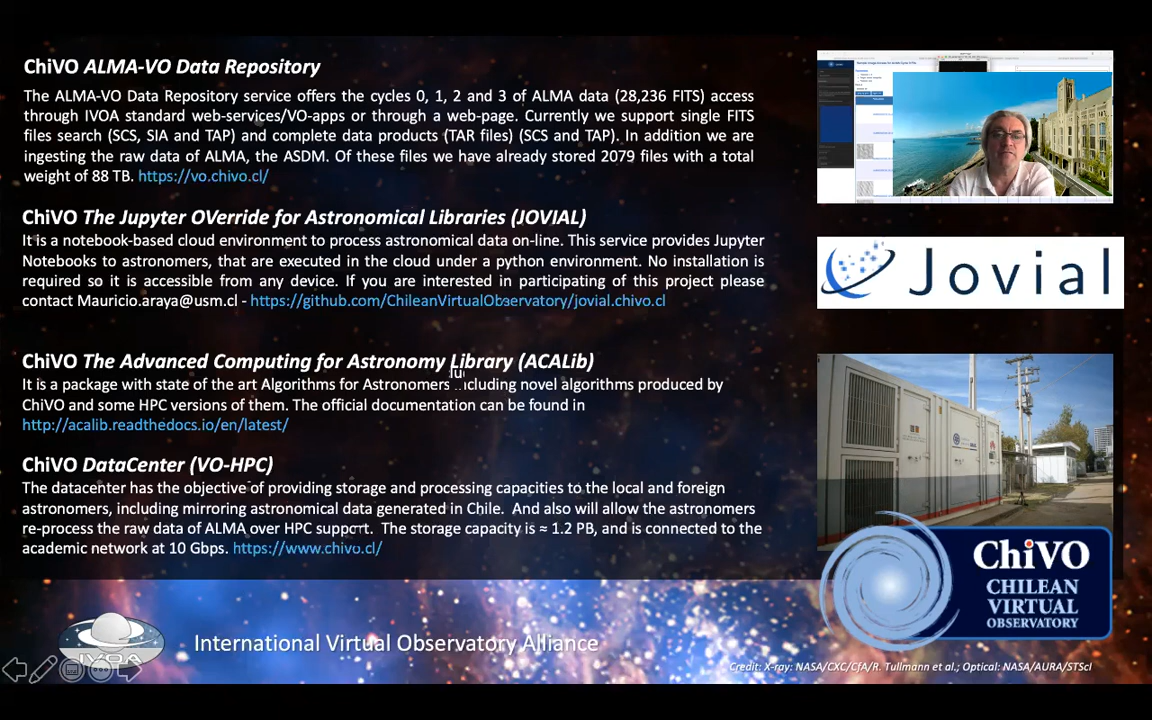 ChiVO ALMA-VO Data Repository
The ALMA-VO Data Repository service offers the cycles 0, 1, 2 and 3 of ALMA data (28,236 FITS) access
through IVOA standard web-services/VO-apps or through a web-page. Currently we support single FITS
files search (SCS, SIA and TAP) and complete data products (TAR files) (SCS and TAP). In addition we are
ingesting the raw data of ALMA, the ASDM. Of these files we have already stored 2079 files with a total
weight of 88 TB. https://vo.chivo.cl/
ChiVO The Jupyter OVerride for Astronomical Libraries (JOVIAL)
It is a notebook-based cloud environment to process astronomical data on-line. This service provides Jupyter
Notebooks to astronomers, that are executed in the cloud under a python environment. No installation is
required so it is accessible from any device. If you are interested in participating of this project please
contact Mauricio.araya@usm.cl - https://github.com/ChileanVirtualObservatory/jovial.chivo.cl
Jovial
ChiVO The Advanced Computing for Astronomy Library (ACALib)
It is a package with state of the art Algorithms for Astronomers including novel algorithms produced by
ChiVO and some HPC versions of them. The official documentation can be found in
http://acalib.readthedocs.io/en/latest/
ChiVO DataCenter (VO-HPC)
The datacenter has the objective of providing storage and processing capacities to the local and foreign
astronomers, including mirroring astronomical data generated in Chile. And also will allow the astronomers
re-process the raw data of ALMA over HPC support. The storage capacity is ≈ 1.2 PB, and is connected to the
academic network at 10 Gbps. https://www.chivo.cl/
ChiVO
CHILEAN
VIRTUAL
OBSERVATORY
IVOA
International Virtual Observatory Alliance
Credit: X-ray: NASA/CXC/CfA/R. Tullmann et al.; Optical: NASA/AURA/STScI